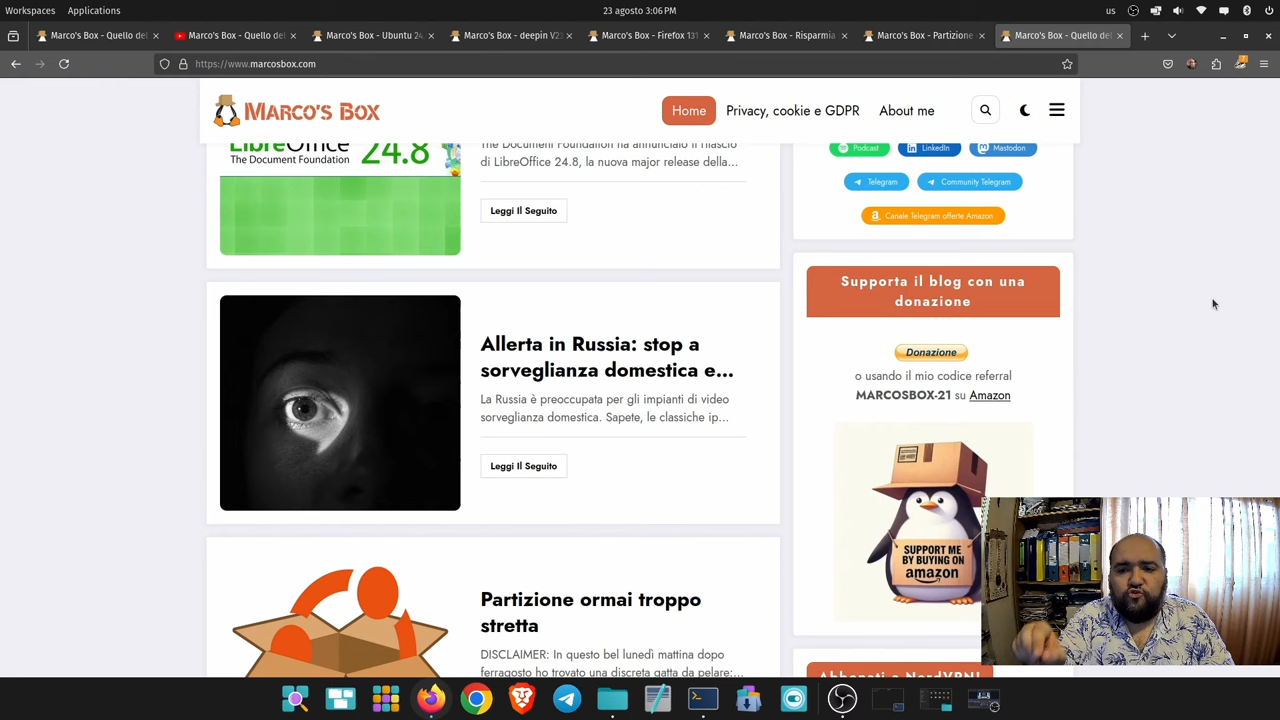 Workspaces Applications
23 agosto 3:06 PM
us
Marco's Box - Quello del
Marco's Box - Quello del
Marco's Box - Ubuntu 24
Marco's Box - deepin V23
Marco's Box - Firefox 131
Marco's Box - Risparmia
Marco's Box - Partizione
Marco's Box - Quello del
https://www.marcosbox.com
MARCO'S BOX
Home
Privacy, cookie e GDPR
About me
LibreOffice 24.8
The Document Foundation
The Document Foundation ha annunciato il rilascio
di LibreOffice 24.8, la nuova major release della...
Leggi Il Seguito
Allerta in Russia: stop a
sorveglianza domestica e...
La Russia è preoccupata per gli impianti di video
sorveglianza domestica. Sapete, le classiche ip...
Leggi Il Seguito
Partizione ormai troppo
stretta
DISCLAIMER: In questo bel lunedì mattina dopo
ferragosto ho trovato una discreta gatta da pelare:...
Podcast
LinkedIn
Mastodon
Telegram
Community Telegram
Canale Telegram offerte Amazon
Supporta il blog con una
donazione
Donazione
o usando il mio codice referral
MARCOSBOX-21 su Amazon
SUPPORT ME
BY BUYING ON
amazon
Abbonati a NordVPN!